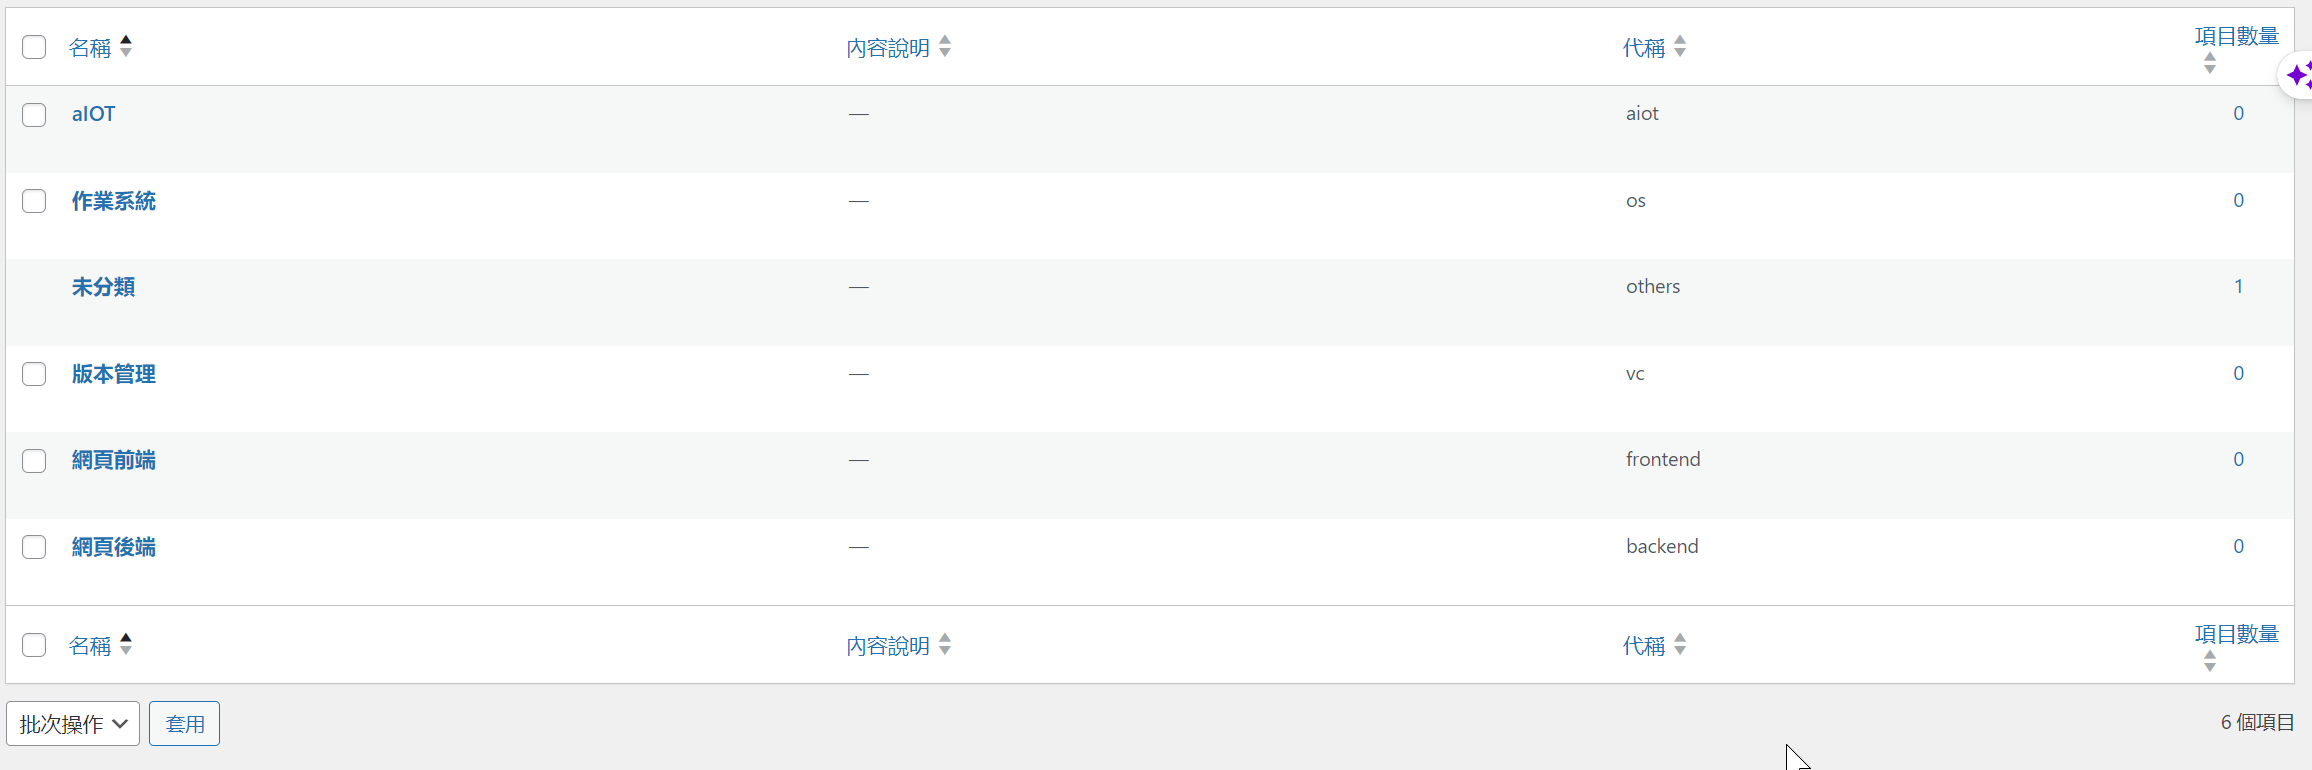 名稱 內容說明 代稱 項目數量
aIOT — aiot 0
作業系統 — os 0
未分類 — others 1
版本管理 — vc 0
網頁前端 — frontend 0
網頁後端 — backend 0
名稱 內容說明 代稱 項目數量
批次操作 套用 6 個項目